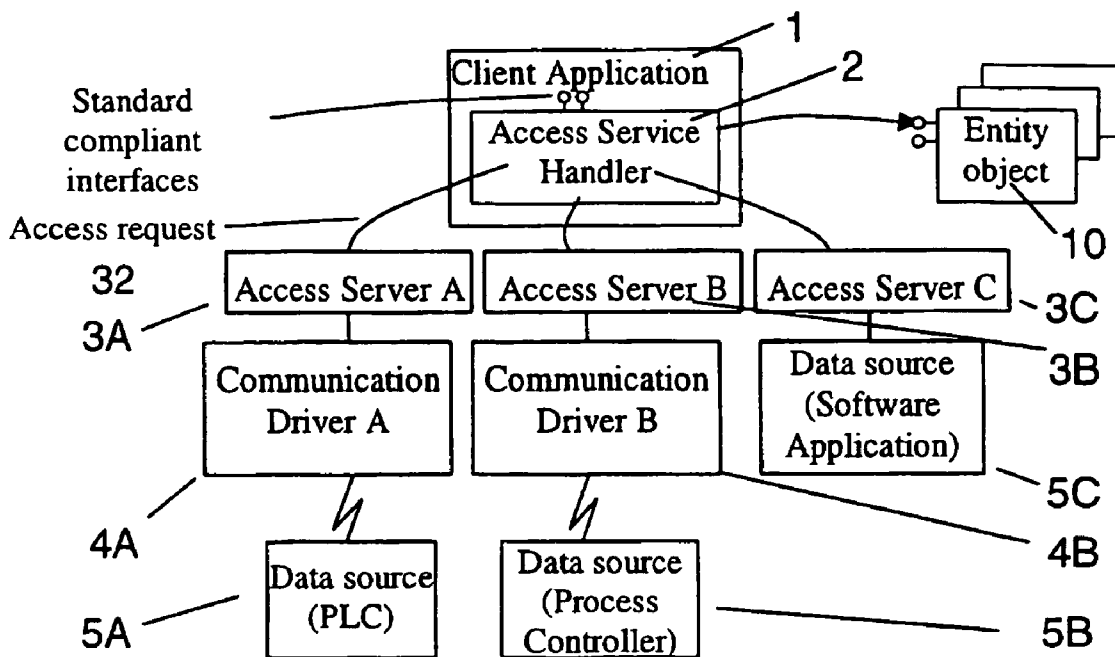 1
Client Application
2
Standard
compliant
interfaces
Access Service
Handler
Entity
object
Access request
10
32
Access Server A
Access Server B
Access Server C
3A
3C
3B
Communication
Driver A
Communication
Driver B
Data source
(Software
Application)
5C
4A
4B
Data source
(PLC)
Data source
(Process
Controller)
5A
5B